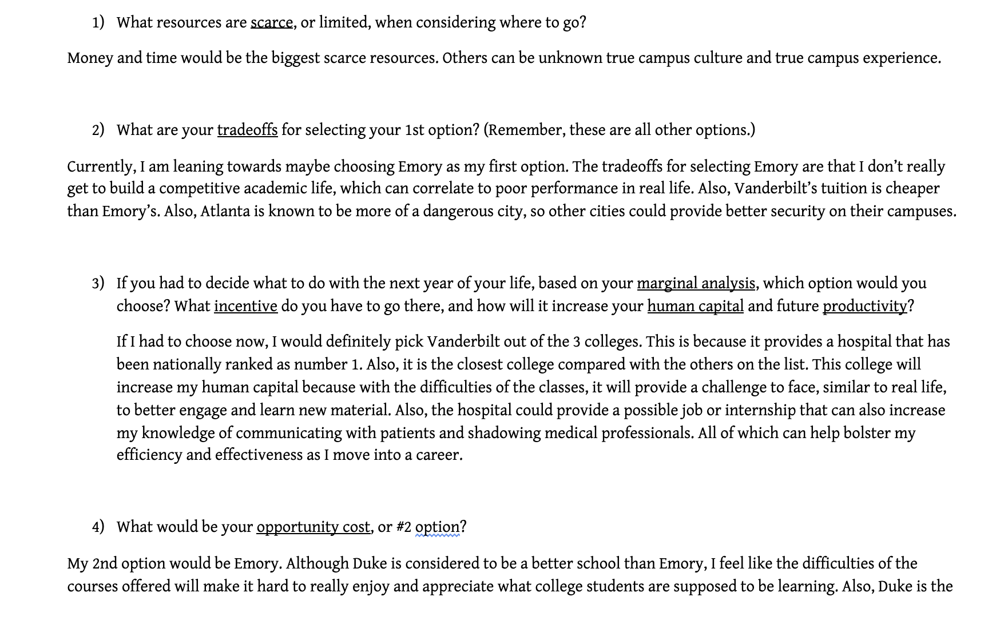 1) What resources are scarce, or limited, when considering where to go?
Money and time would be the biggest scarce resources. Others can be unknown true campus culture and true campus experience.
2) What are your tradeoffs for selecting your 1st option? (Remember, these are all other options.)
Currently, I am leaning towards maybe choosing Emory as my first option. The tradeoffs for selecting Emory are that I don’t really
get to build a competitive academic life, which can correlate to poor performance in real life. Also, Vanderbilt’s tuition is cheaper
than Emory’s. Also, Atlanta is known to be more of a dangerous city, so other cities could provide better security on their campuses.
3) If you had to decide what to do with the next year of your life, based on your marginal analysis, which option would you
choose? What incentive do you have to go there, and how will it increase your human capital and future productivity?
If I had to choose now, I would definitely pick Vanderbilt out of the 3 colleges. This is because it provides a hospital that has
been nationally ranked as number 1. Also, it is the closest college compared with the others on the list. This college will
increase my human capital because with the difficulties of the classes, it will provide a challenge to face, similar to real life,
to better engage and learn new material. Also, the hospital could provide a possible job or internship that can also increase
my knowledge of communicating with patients and shadowing medical professionals. All of which can help bolster my
efficiency and effectiveness as I move into a career.
4) What would be your opportunity cost, or #2 option?
My 2nd option would be Emory. Although Duke is considered to be a better school than Emory, I feel like the difficulties of the
courses offered will make it hard to really enjoy and appreciate what college students are supposed to be learning. Also, Duke is the